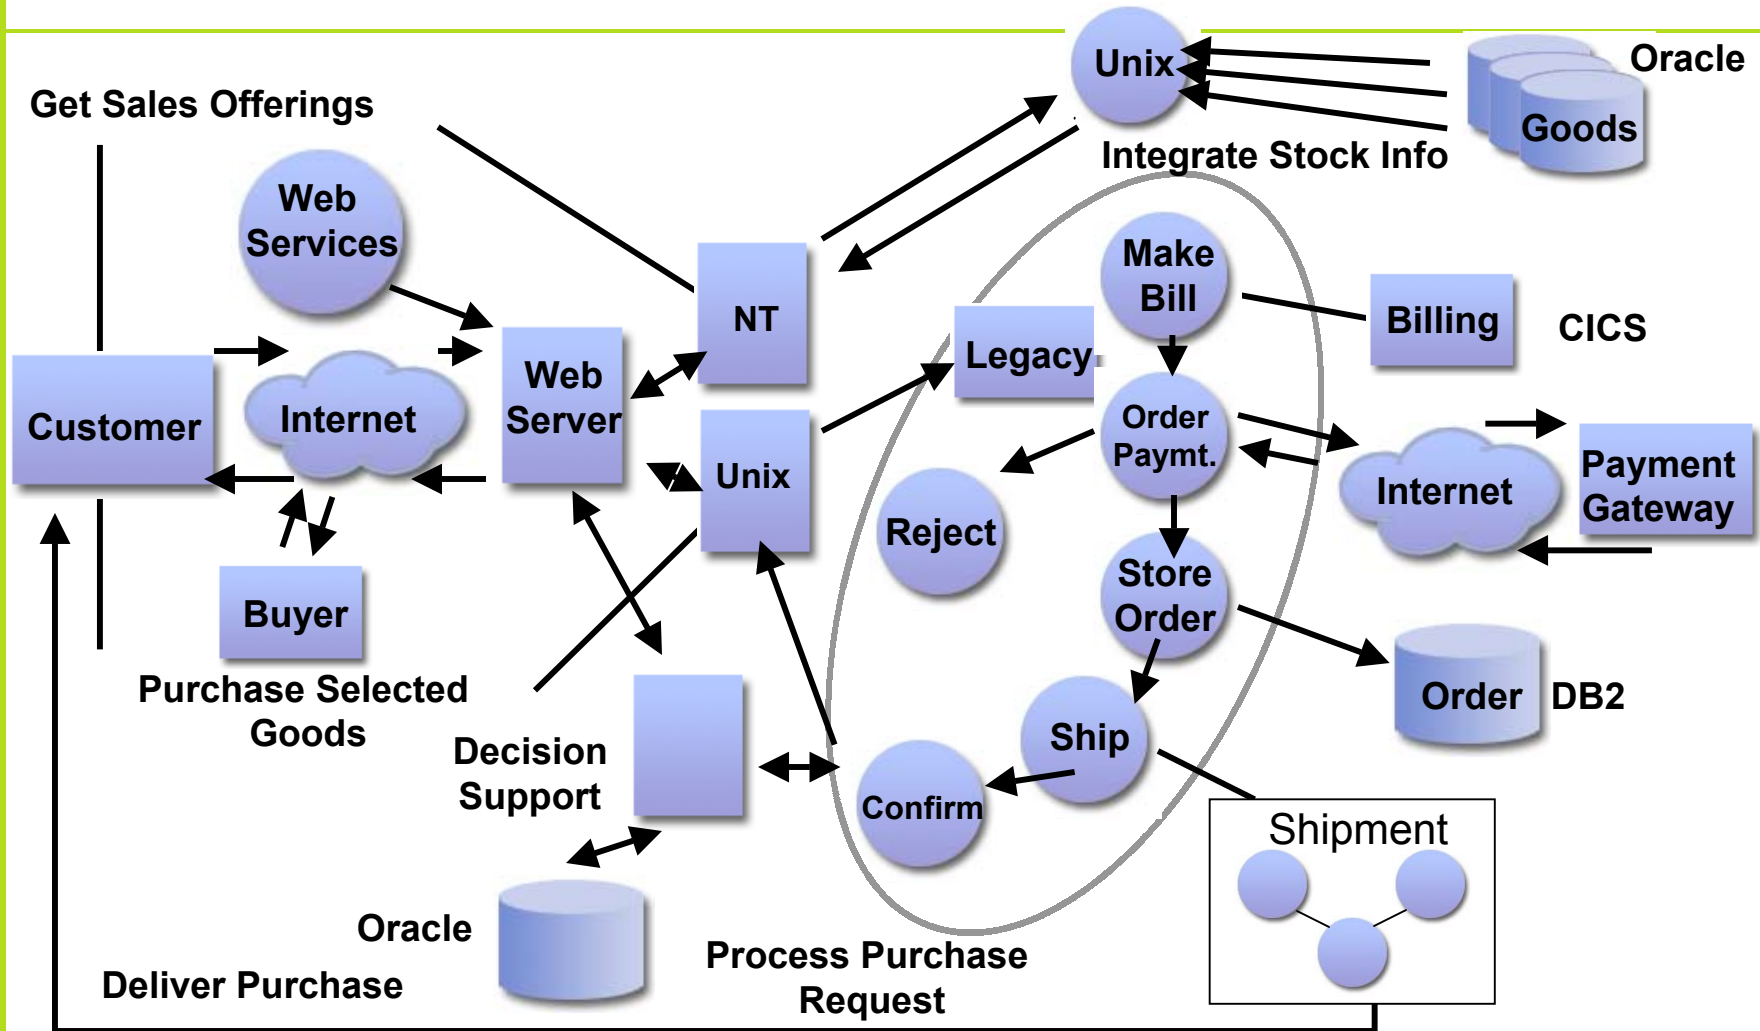 Unix
Oracle
Goods
Get Sales Offerings
Integrate Stock Info
Web
Services
Make
Bill
NT
Billing
CICS
Legacy
Web
Server
Customer
Internet
Order
Paymt.
Unix
Internet
Payment
Gateway
Reject
Store
Order
Buyer
Purchase Selected
Goods
Order
DB2
Decision
Support
Ship
Confirm
Shipment
Oracle
Process Purchase
Request
Deliver Purchase